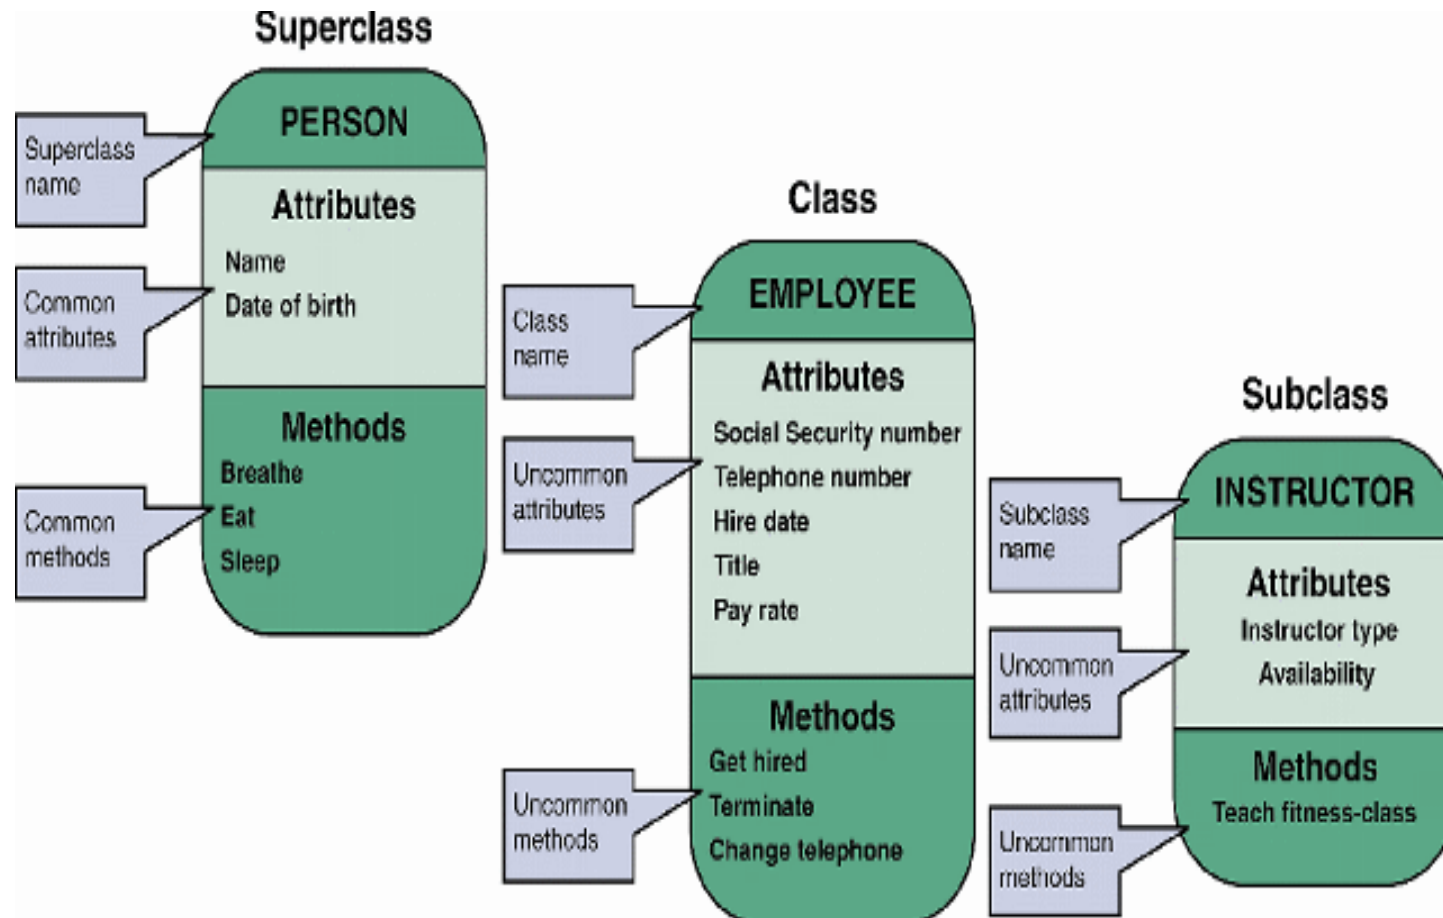 Superclass
PERSON
Superclass
name
Attributes
Name
Date of birth
Common
attributes
Methods
Breathe
Eat
Sleep
Common
methods
Class
EMPLOYEE
Class
name
Attributes
Social Security number
Telephone number
Hire date
Title
Pay rate
Uncommon
attributes
Methods
Get hired
Terminate
Change telephone
Uncommon
methods
Subclass
INSTRUCTOR
Subclass
name
Attributes
Instructor type
Availability
Uncommon
attributes
Methods
Teach fitness-class
Uncommon
methods